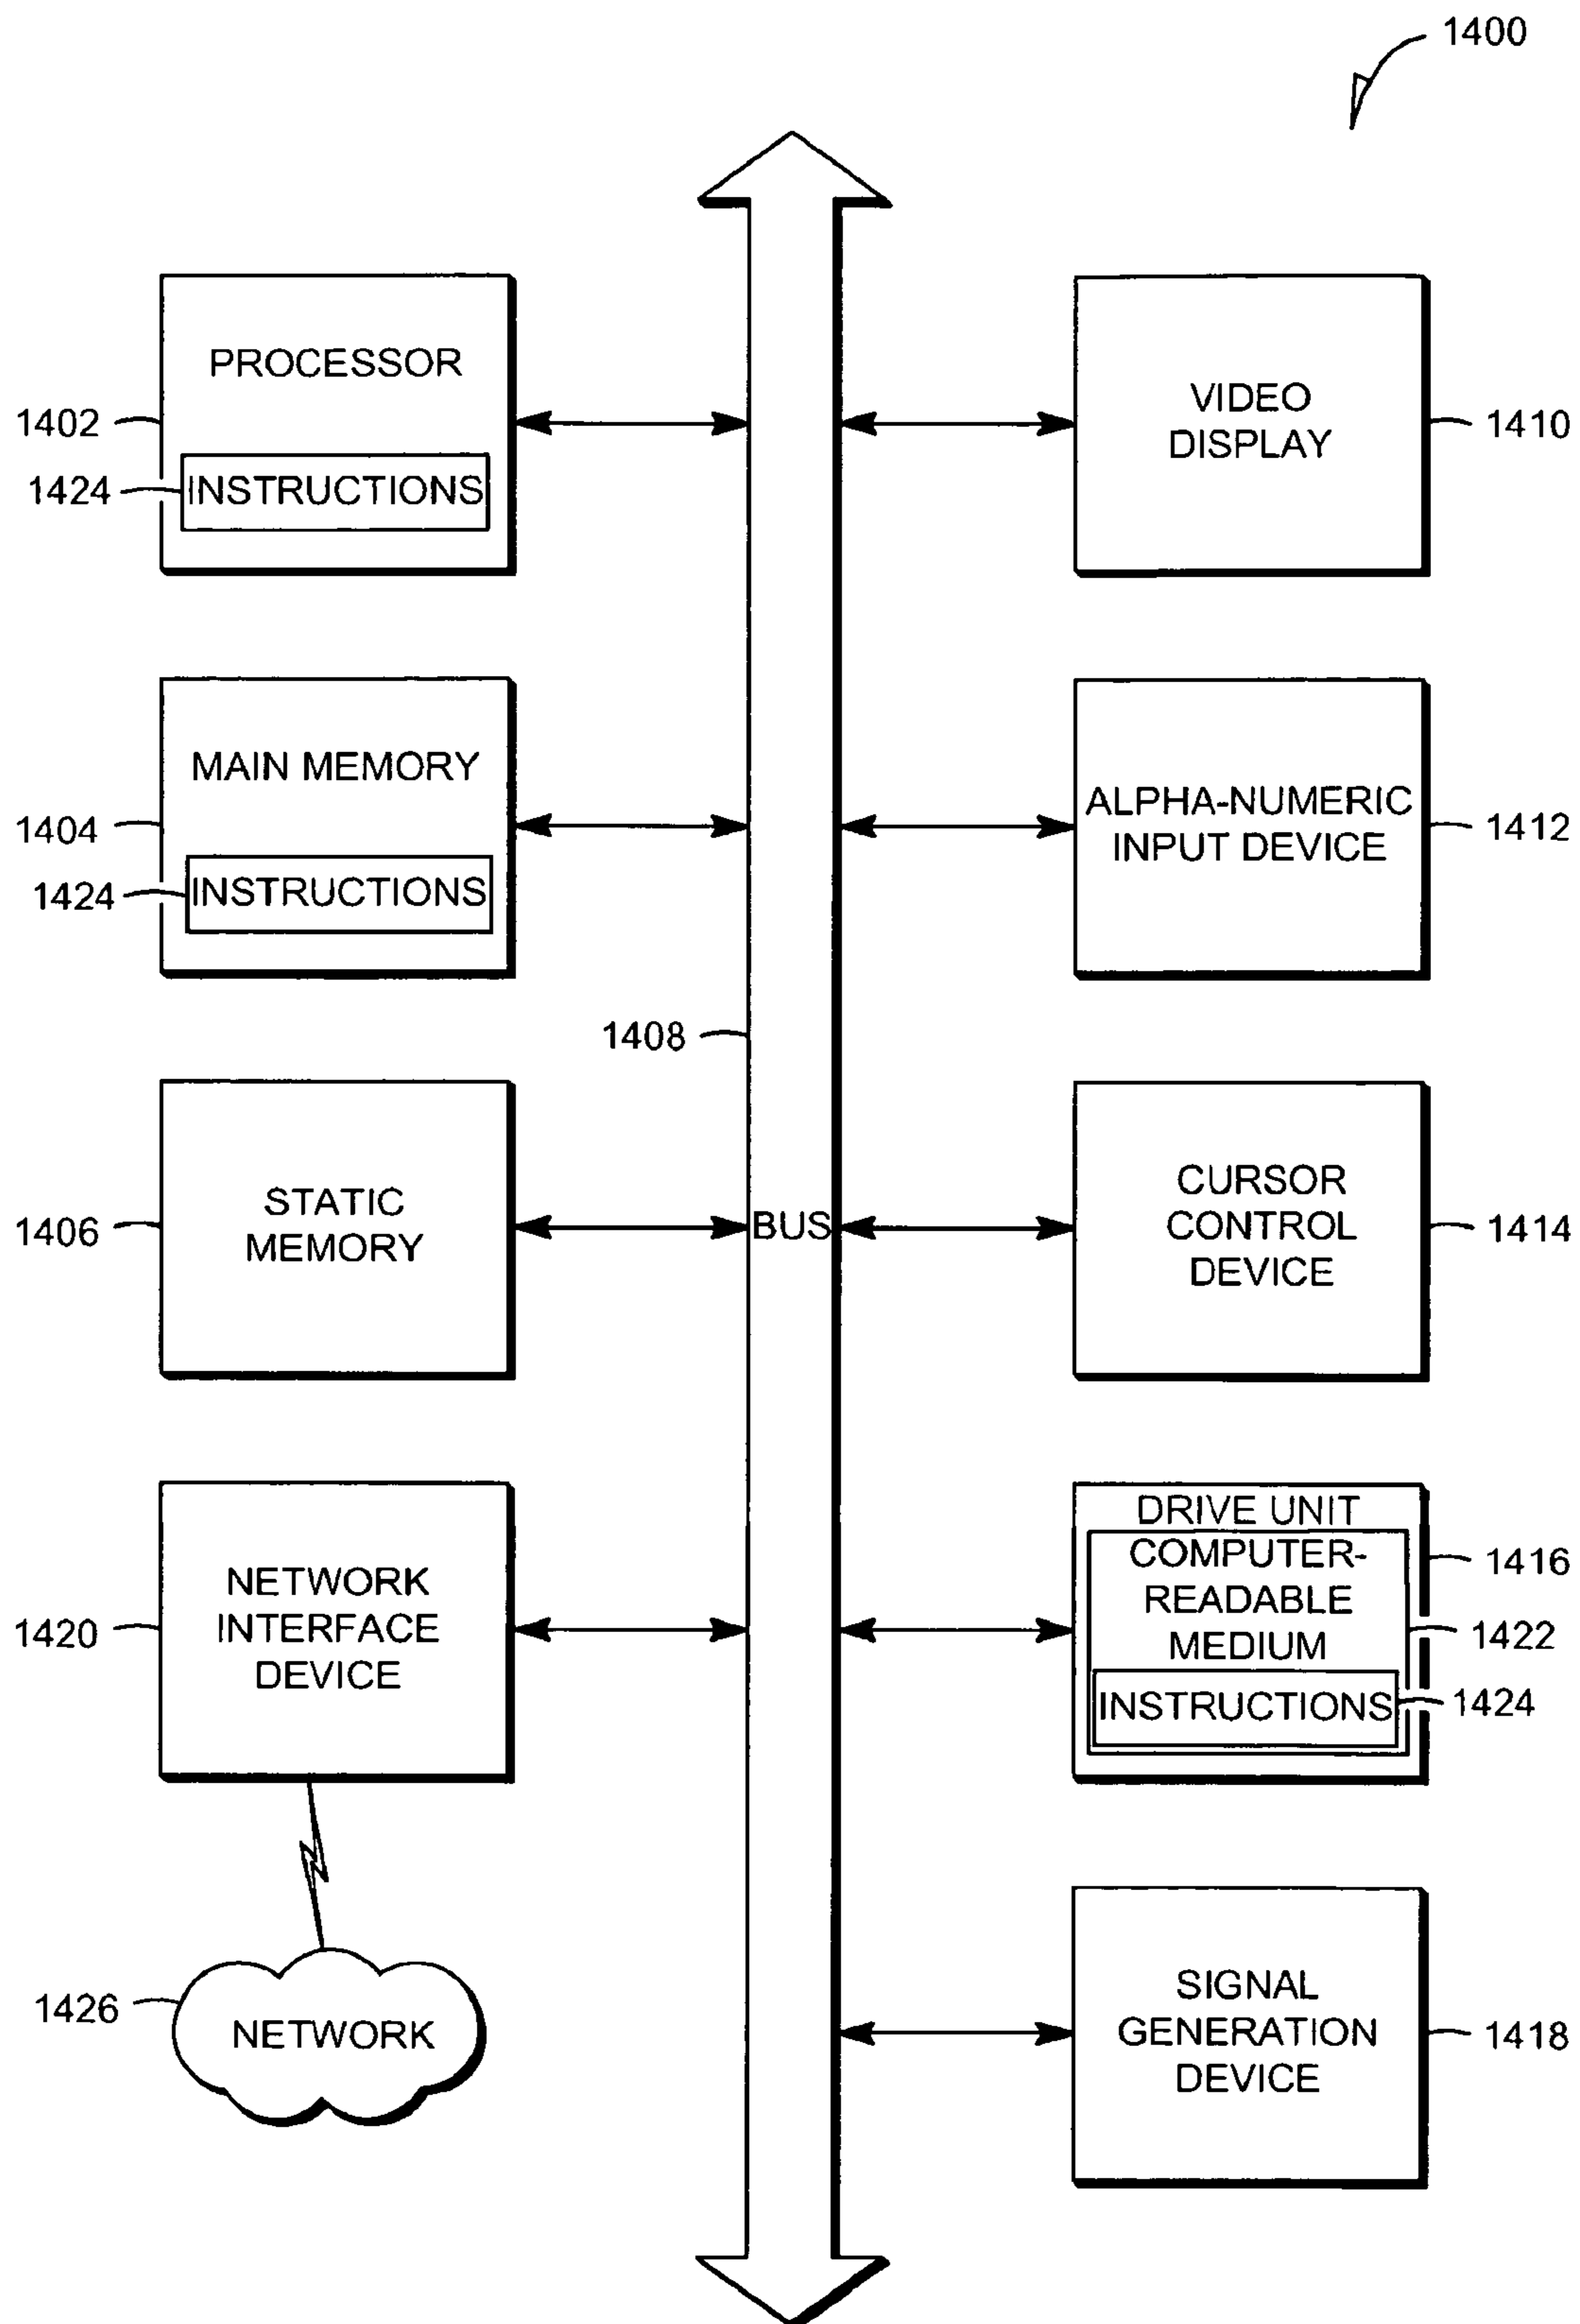 1400
PROCESSOR
1402
1424
INSTRUCTIONS
VIDEO
DISPLAY
1410
MAIN MEMORY
1404
1424
INSTRUCTIONS
ALPHA-NUMERIC
INPUT DEVICE
1412
1408
STATIC
MEMORY
1406
BUS
CURSOR
CONTROL
DEVICE
1414
NETWORK
INTERFACE
DEVICE
1420
DRIVE UNIT
COMPUTER-
READABLE
MEDIUM
1416
1422
INSTRUCTIONS
1424
1426
NETWORK
SIGNAL
GENERATION
DEVICE
1418